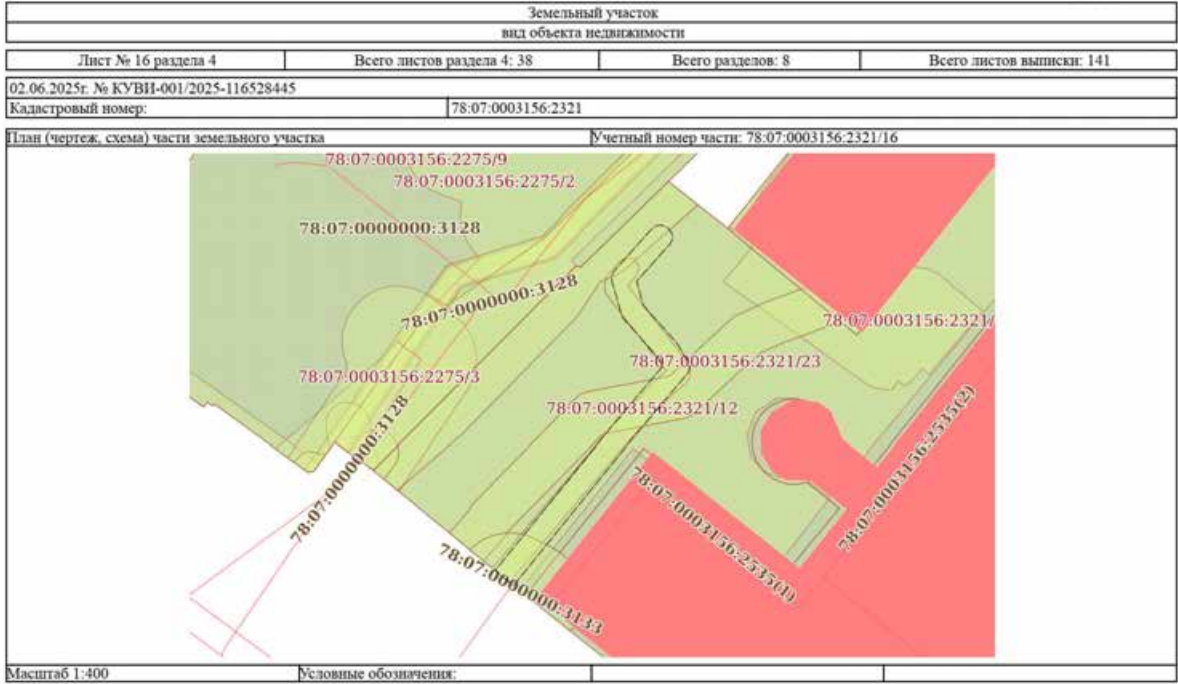 Земельный участок
вид объекта недвижимости
Лист № 16 раздела 4 Всего листов раздела 4: 38 Всего разделов: 8 Всего листов выписки: 141
02.06.2025г. № КУВИ-001/2025-116528445
Кадастровый номер: 78:07:0003156:2321
План (чертеж, схема) части земельного участка Учетный номер части: 78:07:0003156:2321/16
78:07:0003156:2275/9
78:07:0003156:2275/2
78:07:0000000:3128
78:07:0000000:3128
78:07:0003156:2321/
78:07:0003156:2321/23
78:07:0003156:2275/3
78:07:0003156:2321/12
78:07:0000000:3128
78:07:0003156:2535(2)
78:07:0003156:2535(1)
78:07:0000000:3133
Масштаб 1:400 Условные обозначения: